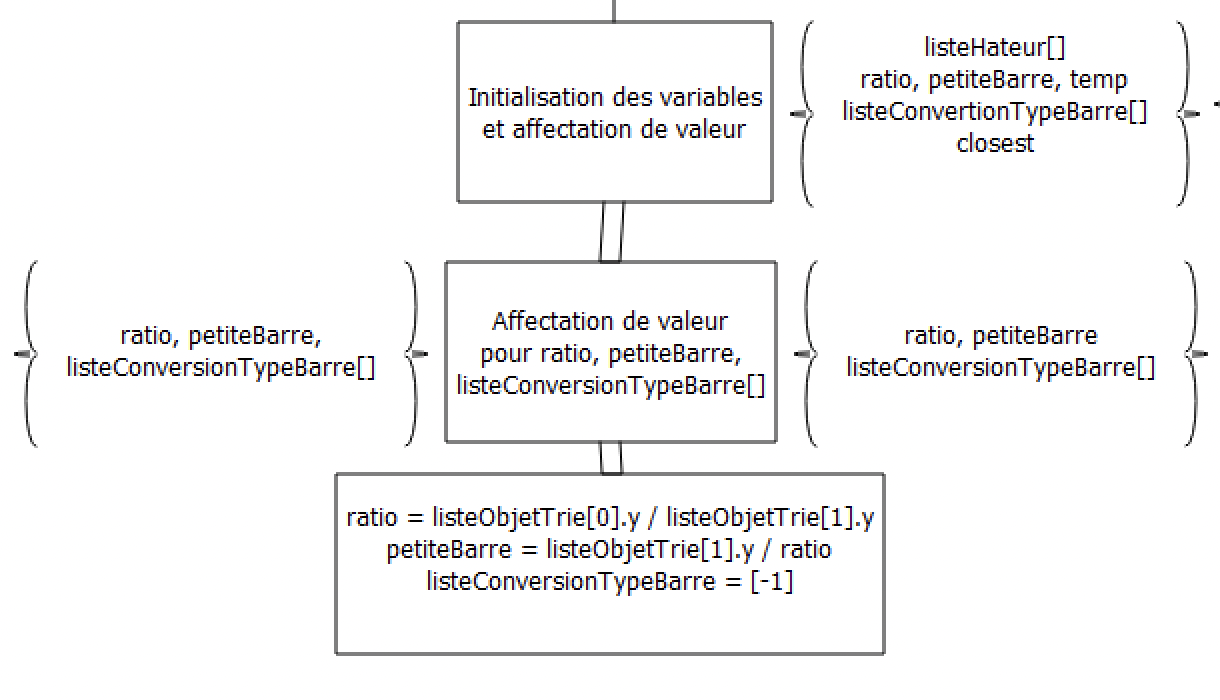 Initialisation des variables
et affectation de valeur
listeHateur[]
ratio, petiteBarre, temp
listeConvertionTypeBarre[]
closest
ratio, petiteBarre,
listeConversionTypeBarre[]
Affectation de valeur
pour ratio, petiteBarre,
listeConversionTypeBarre[]
ratio, petiteBarre
listeConversionTypeBarre[]
ratio = listeObjetTrie[0].y / listeObjetTrie[1].y
petiteBarre = listeObjetTrie[1].y / ratio
listeConversionTypeBarre = [-1]